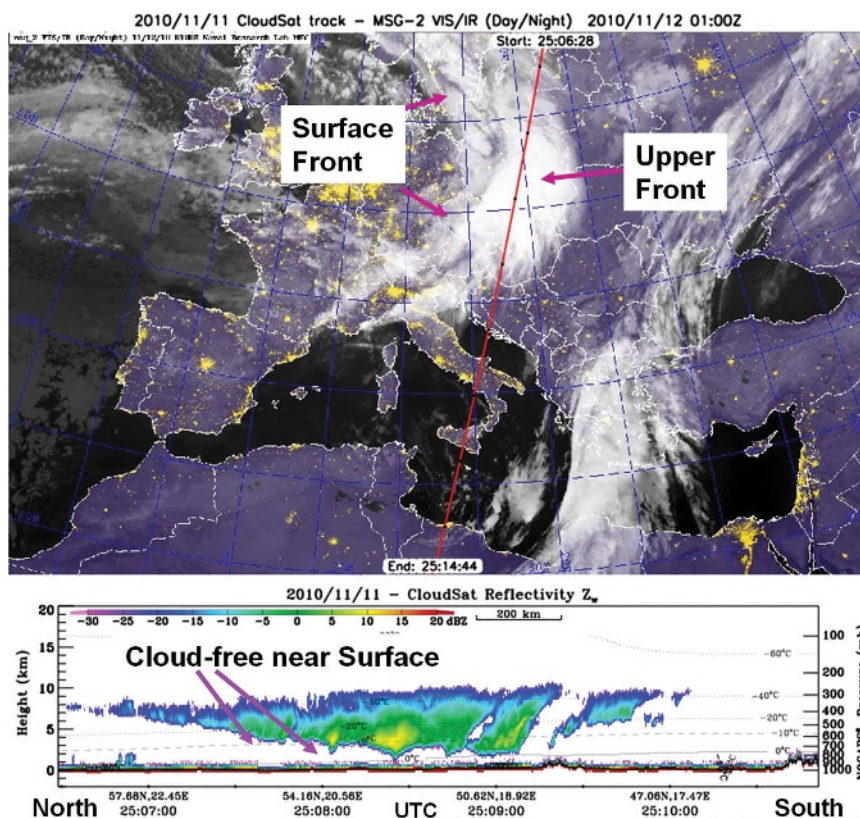 2010/11/11 CloudSat track - MSG-2 VIS/IR (Day/Night) 2010/11/12 01:00Z
Start: 25:06:28
Surface
Front
Upper
Front
End: 25:14:44
2010/11/11 - CloudSat Reflectivity Zw
-30 -25 -20 -15 -10 -5 0 5 10 15 20 dBZ
200 km
Cloud-free near Surface
Height (km)
20
15
10
5
0
-60°C
-40°C
-40°C
-20°C
-20°C
-10°C
0°C
0°C
100
200
300
400
500
600
700
800
1000
North
57.68N,22.45E
54.16N,20.56E
50.62N,18.92E
47.06N,17.47E
South
25:07:00
25:08:00
UTC
25:09:00
25:10:00